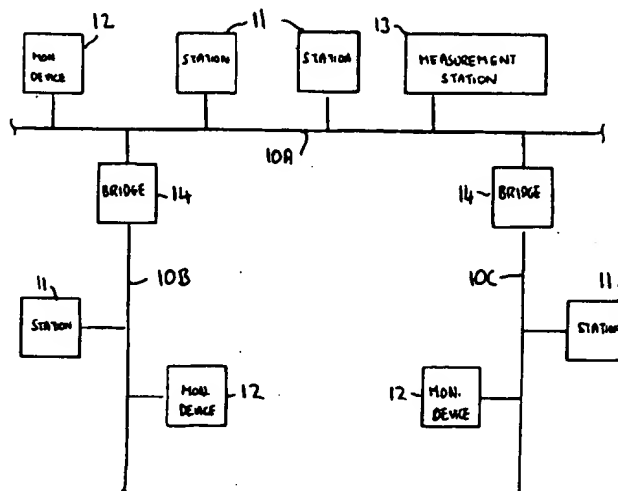 12
11
13
MON
DEVICE
STATION
STATION
MEASUREMENT
STATION
10A
BRIDGE
14
14
BRIDGE
10B
10C
11
STATION
11
STATION
MON.
DEVICE
12
12
MON.
DEVICE